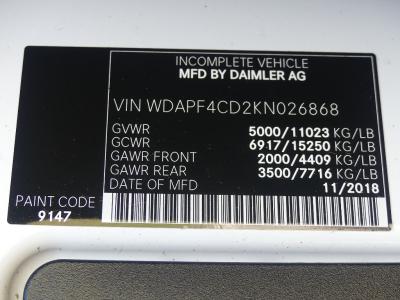 INCOMPLETE VEHICLE
MFD BY DAIMLER AG
VIN WDAPF4CD2KN026868
GVWR 5000/11023 KG/LB
GCWR 6917/15250 KG/LB
GAWR FRONT 2000/4409 KG/LB
GAWR REAR 3500/7716 KG/LB
DATE OF MFD 11/2018
PAINT CODE
9147